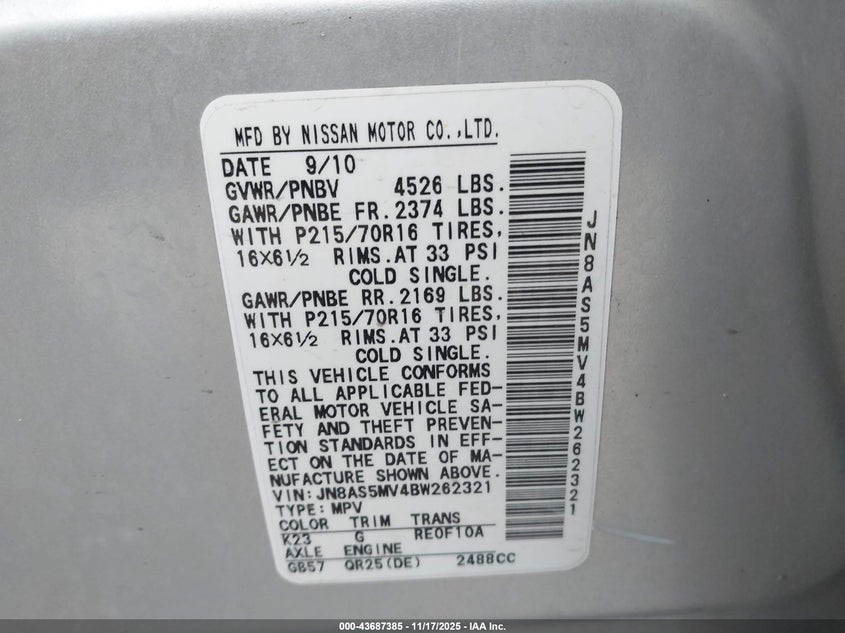 MFD BY NISSAN MOTOR CO.,LTD.
DATE 9/10
GVWR/PNBV 4526 LBS.
GAWR/PNBE FR. 2374 LBS.
WITH P215/70R16 TIRES,
16X6½ RIMS. AT 33 PSI
COLD SINGLE.
GAWR/PNBE RR. 2169 LBS.
WITH P215/70R16 TIRES,
16X6½ RIMS. AT 33 PSI
COLD SINGLE.
THIS VEHICLE CONFORMS
TO ALL APPLICABLE FED-
ERAL MOTOR VEHICLE SA-
FETY AND THEFT PREVEN-
TION STANDARDS IN EFF-
ECT ON THE DATE OF MA-
NUFACTURE SHOWN ABOVE.
VIN:JN8AS5MV4BW262321
TYPE:MPV
COLOR TRIM TRANS
K23 G RE0F10A
AXLE ENGINE
GB57 QR25(DE) 2488CC
JN8AS5MV4BW262321
000-43687385 - 11/17/2025 - IAA Inc.